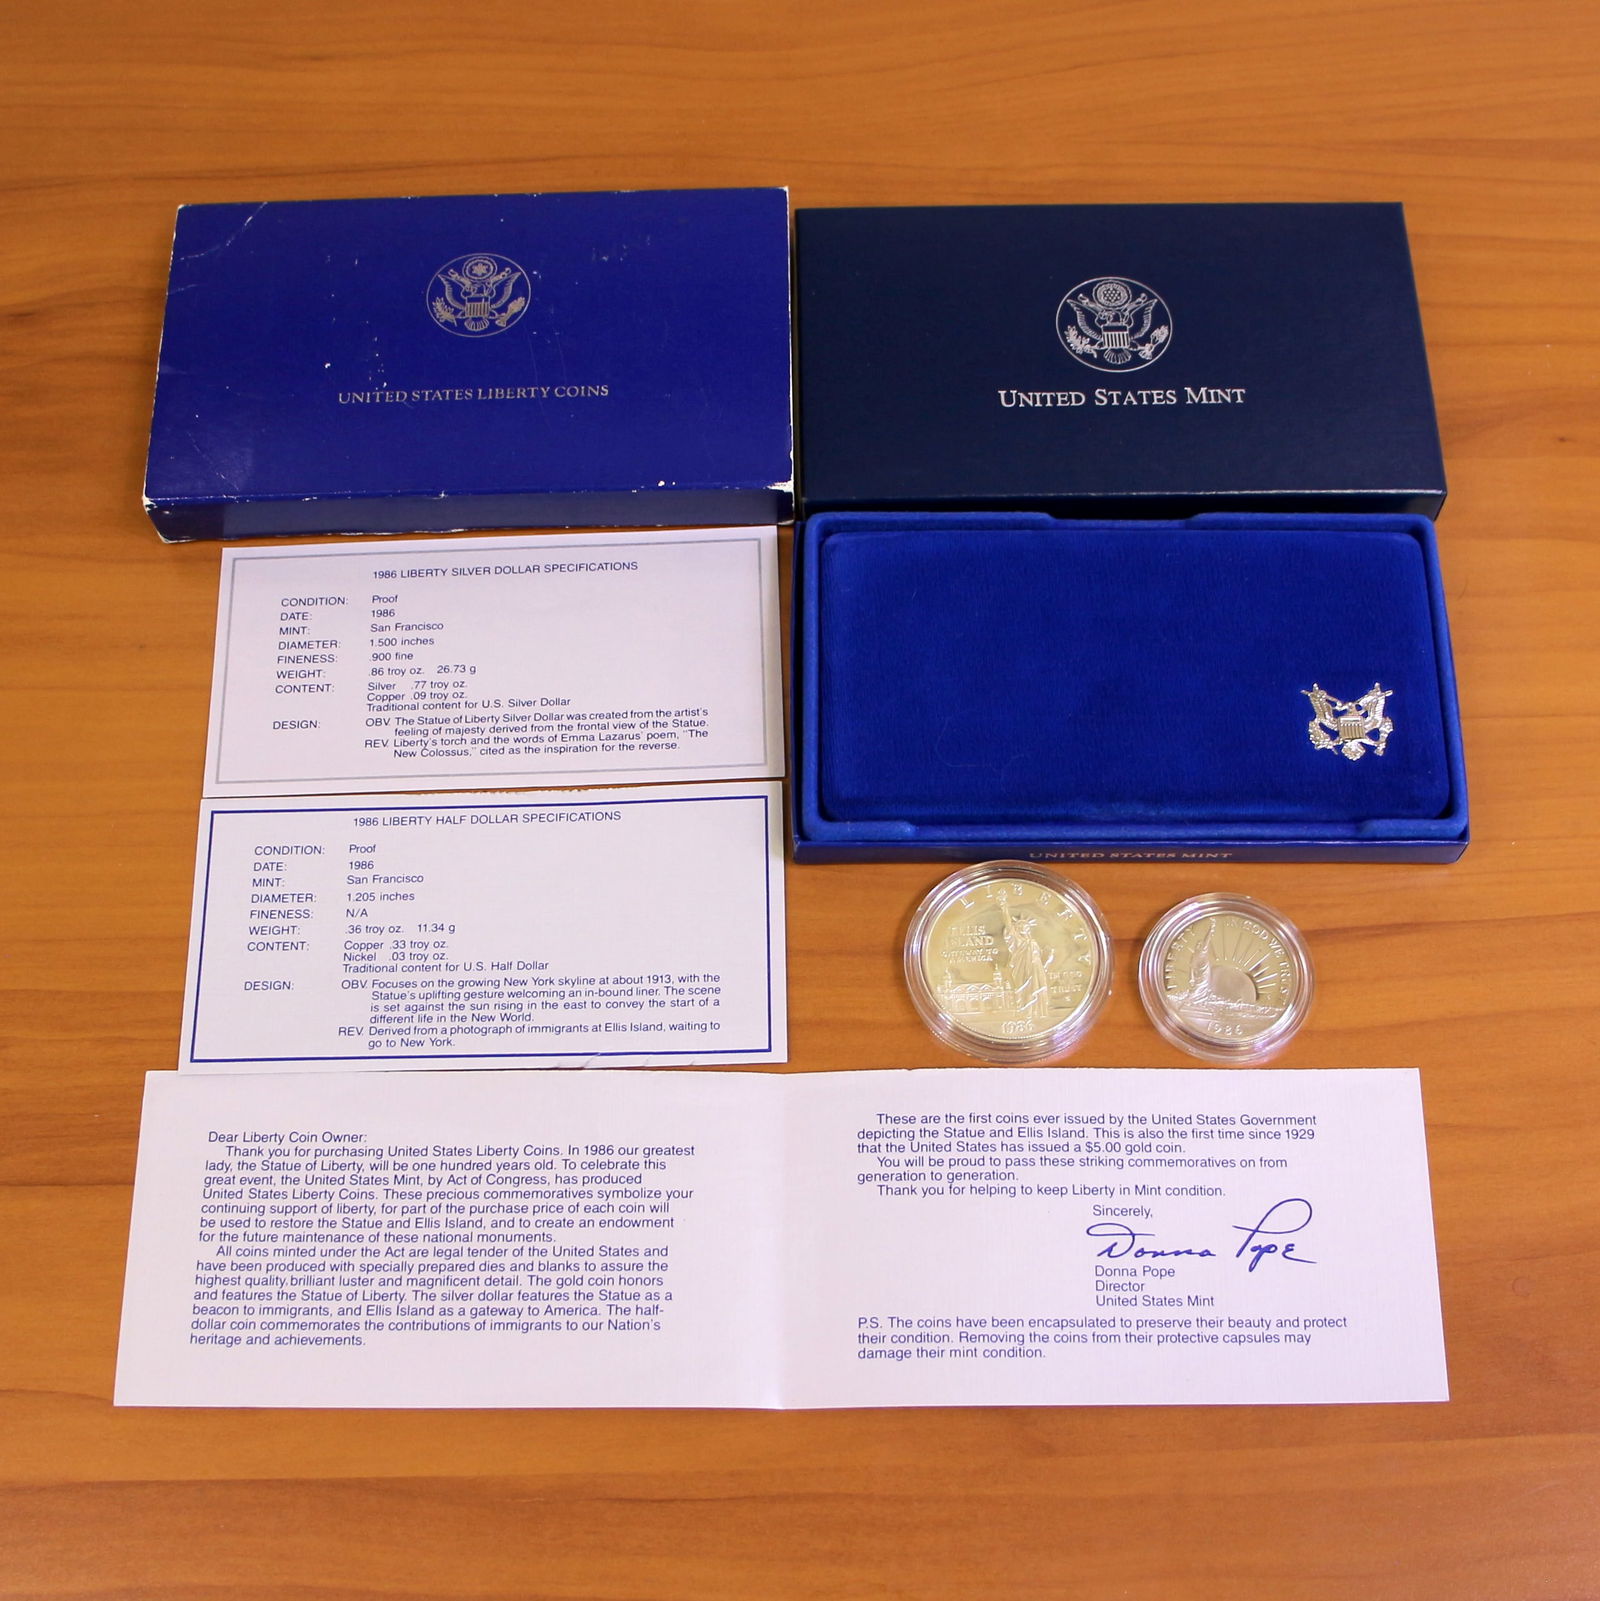 UNITED STATES LIBERTY COINS
UNITED STATES MINT
UNITED STATES MINT
1986 LIBERTY SILVER DOLLAR SPECIFICATIONS
CONDITION: Proof
DATE: 1986
MINT: San Francisco
DIAMETER: 1.500 inches
FINENESS: .900 fine
WEIGHT: .86 troy oz. 26.73 g
CONTENT: Silver .77 troy oz.
Copper .09 troy oz.
Traditional content for U.S. Silver Dollar
DESIGN: OBV. The Statue of Liberty Silver Dollar was created from the artist's
feeling of majesty derived from the frontal view of the Statue.
REV. Liberty's torch and the words of Emma Lazarus' poem, "The
New Colossus," cited as the inspiration for the reverse.
1986 LIBERTY HALF DOLLAR SPECIFICATIONS
CONDITION: Proof
DATE: 1986
MINT: San Francisco
DIAMETER: 1.205 inches
FINENESS: N/A
WEIGHT: .36 troy oz. 11.34 g
CONTENT: Copper .33 troy oz.
Nickel .03 troy oz.
Traditional content for U.S. Half Dollar
DESIGN: OBV. Focuses on the growing New York skyline at about 1913, with the
Statue's uplifting gesture welcoming an in-bound liner. The scene
is set against the sun rising in the east to convey the start of a
different life in the New World.
REV. Derived from a photograph of immigrants at Ellis Island, waiting to
go to New York.
LIBERTY
ELLIS
ISLAND
GATEWAY TO
AMERICA
IN GOD
TRUST
S
1986
LIBERTY
IN GOD WE TRUST
1986
Dear Liberty Coin Owner:
Thank you for purchasing United States Liberty Coins. In 1986 our greatest
lady, the Statue of Liberty, will be one hundred years old. To celebrate this
great event, the United States Mint, by Act of Congress, has produced
United States Liberty Coins. These precious commemoratives symbolize your
continuing support of liberty, for part of the purchase price of each coin will
be used to restore the Statue and Ellis Island, and to create an endowment
for the future maintenance of these national monuments.
All coins minted under the Act are legal tender of the United States and
have been produced with specially prepared dies and blanks to assure the
highest quality, brilliant luster and magnificent detail. The gold coin honors
and features the Statue of Liberty. The silver dollar features the Statue as a
beacon to immigrants, and Ellis Island as a gateway to America. The half-
dollar coin commemorates the contributions of immigrants to our Nation's
heritage and achievements.
These are the first coins ever issued by the United States Government
depicting the Statue and Ellis Island. This is also the first time since 1929
that the United States has issued a $5.00 gold coin.
You will be proud to pass these striking commemoratives on from
generation to generation.
Thank you for helping to keep Liberty in Mint condition.
Sincerely,
Donna Pope
Donna Pope
Director
United States Mint
P.S. The coins have been encapsulated to preserve their beauty and protect
their condition. Removing the coins from their protective capsules may
damage their mint condition.